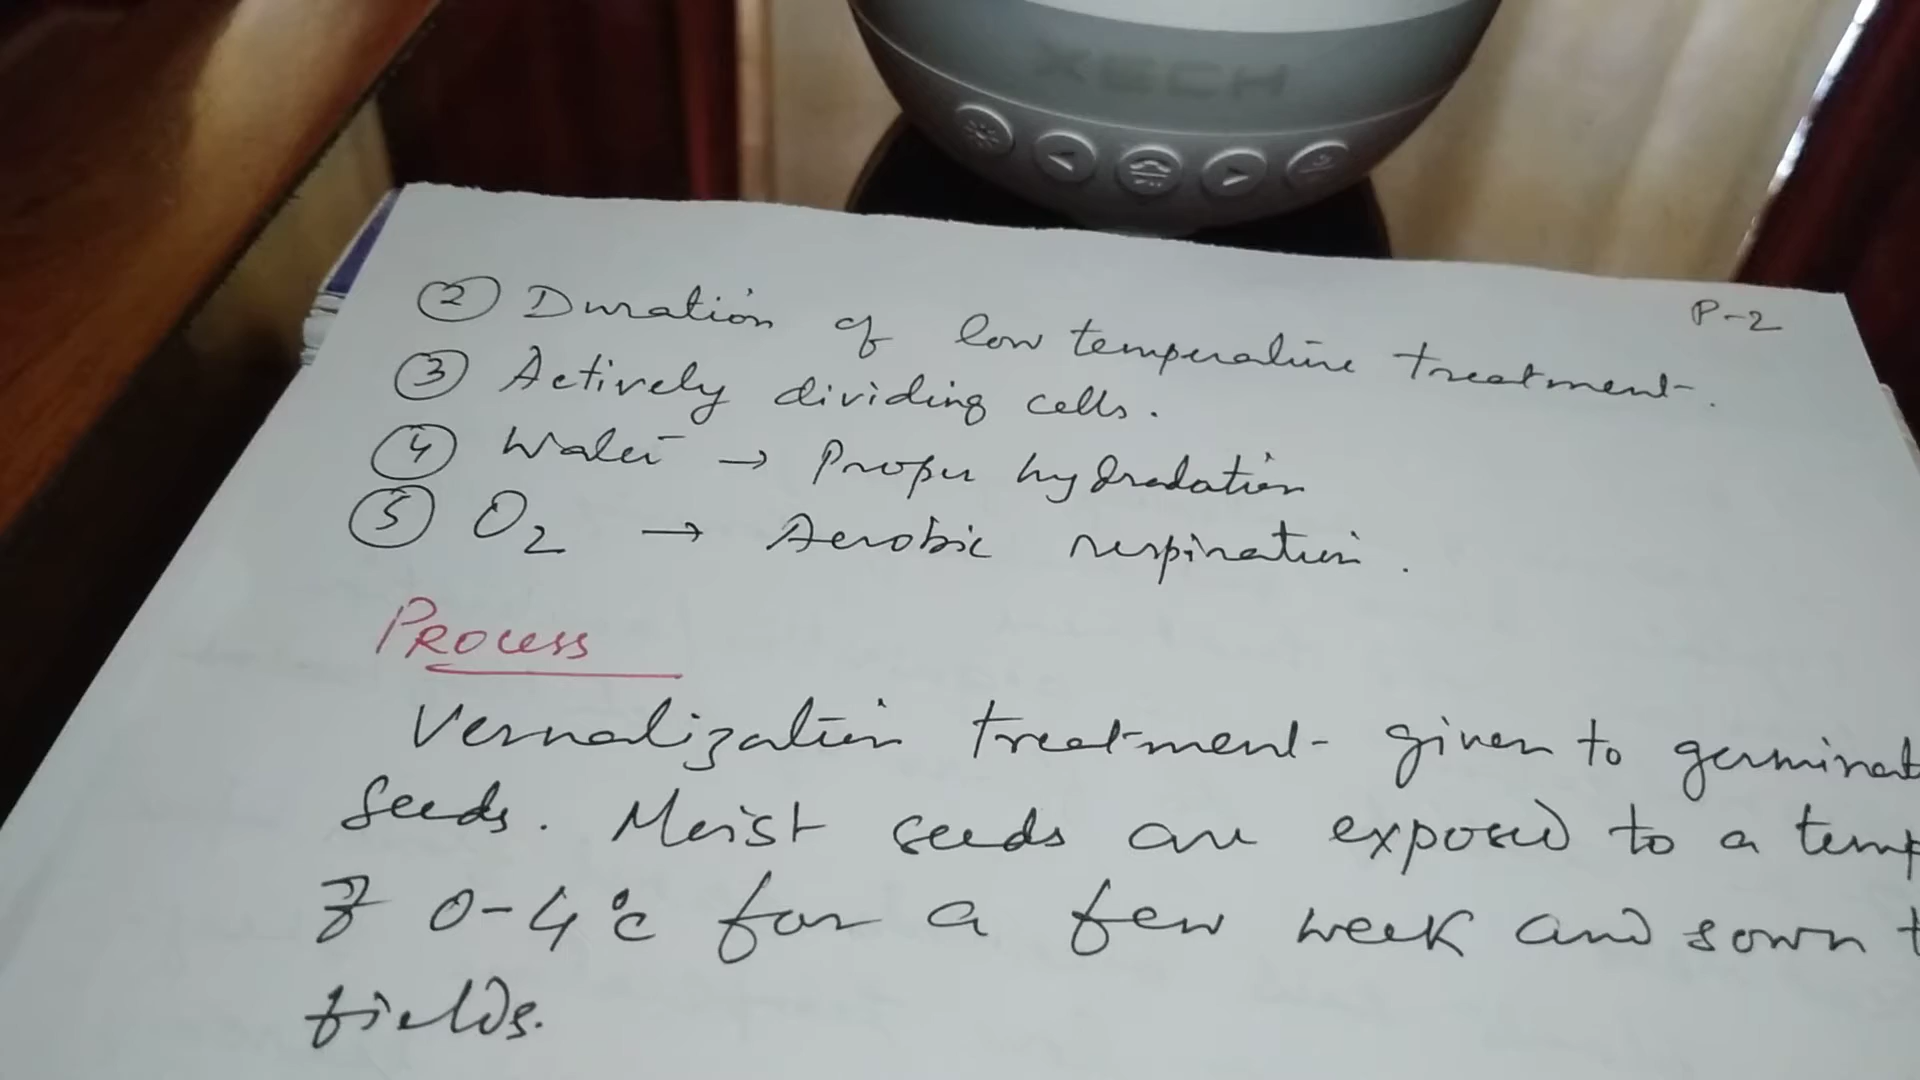 XECH
P-2
② Duration of low temperature treatment.
③ Actively dividing cells.
④ Water → Proper hydradation
⑤ O₂ → Aerobic respiration.
Process
Vernalization treatment given to germinat
Seeds. Moist seeds are exposed to a temp
of 0-4°c for a few week and sown t
fields.